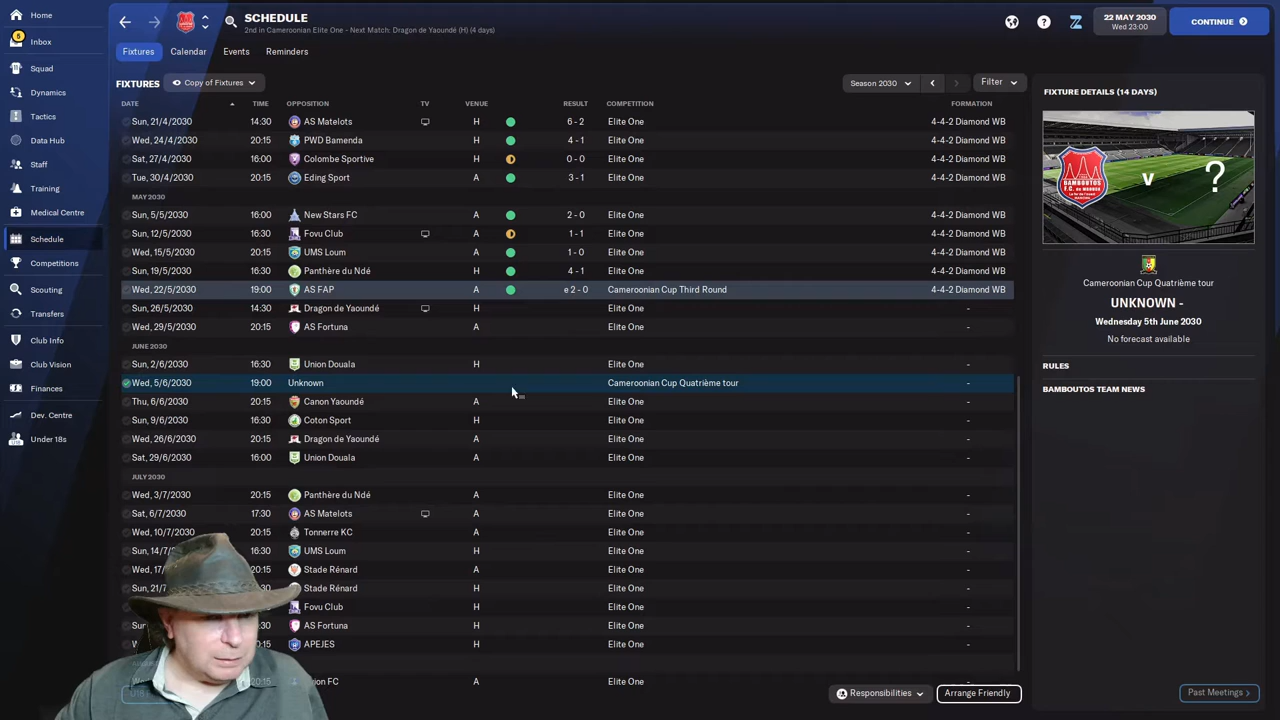 Home
5
Inbox
Squad
Dynamics
Tactics
Data Hub
Staff
Training
Medical Centre
Schedule
Competitions
Scouting
Transfers
Club Info
Club Vision
Finances
Dev. Centre
Under 18s
SCHEDULE
2nd in Cameroonian Elite One - Next Match: Dragon de Yaoundé (H) (4 days)
22 MAY 2030
Wed 23:00
CONTINUE
Fixtures Calendar Events Reminders
FIXTURES Copy of Fixtures Season 2030 Filter
DATE TIME OPPOSITION TV VENUE RESULT COMPETITION FORMATION
Sun, 21/4/2030 14:30 AS Matelots H 6 - 2 Elite One 4-4-2 Diamond WB
Wed, 24/4/2030 20:15 PWD Bamenda H 4 - 1 Elite One 4-4-2 Diamond WB
Sat, 27/4/2030 16:00 Colombe Sportive H 0 - 0 Elite One 4-4-2 Diamond WB
Tue, 30/4/2030 20:15 Eding Sport A 3 - 1 Elite One 4-4-2 Diamond WB
MAY 2030
Sun, 5/5/2030 16:00 New Stars FC A 2 - 0 Elite One 4-4-2 Diamond WB
Sun, 12/5/2030 16:30 Fovu Club A 1 - 1 Elite One 4-4-2 Diamond WB
Wed, 15/5/2030 20:15 UMS Loum A 1 - 0 Elite One 4-4-2 Diamond WB
Sun, 19/5/2030 16:30 Panthère du Ndé H 4 - 1 Elite One 4-4-2 Diamond WB
Wed, 22/5/2030 19:00 AS FAP A e 2 - 0 Cameroonian Cup Third Round 4-4-2 Diamond WB
Sun, 26/5/2030 14:30 Dragon de Yaoundé H Elite One -
Wed, 29/5/2030 20:15 AS Fortuna A Elite One -
JUNE 2030
Sun, 2/6/2030 16:30 Union Douala H Elite One -
Wed, 5/6/2030 19:00 Unknown Cameroonian Cup Quatrième tour -
Thu, 6/6/2030 20:15 Canon Yaoundé A Elite One -
Sun, 9/6/2030 16:30 Coton Sport H Elite One -
Wed, 26/6/2030 20:15 Dragon de Yaoundé A Elite One -
Sat, 29/6/2030 16:00 Union Douala A Elite One -
JULY 2030
Wed, 3/7/2030 20:15 Panthère du Ndé A Elite One -
Sat, 6/7/2030 17:30 AS Matelots A Elite One -
Wed, 10/7/2030 20:15 Tonnerre KC A Elite One -
Sun, 14/7 16:30 UMS Loum H Elite One -
Wed, 17 20:15 Stade Rénard A Elite One -
Sun, 21/7 Stade Rénard H Elite One -
Fovu Club H Elite One -
AS Fortuna H Elite One -
APEJES H Elite One -
A Elite One -
Responsibilities Arrange Friendly
FIXTURE DETAILS (14 DAYS)
BAMBOUTOS
v ?
Cameroonian Cup Quatrième tour
UNKNOWN -
Wednesday 5th June 2030
No forecast available
RULES
BAMBOUTOS TEAM NEWS
Past Meetings